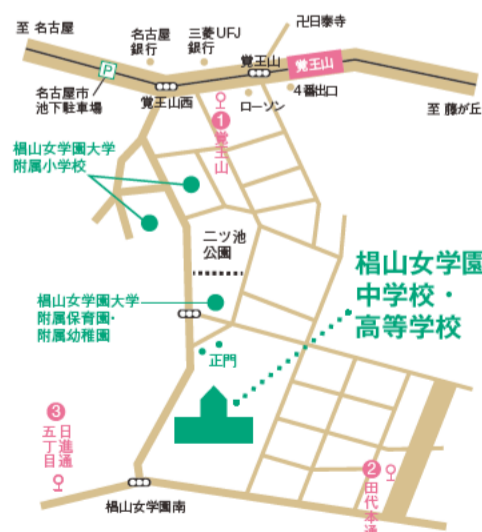 至 名古屋
名古屋
銀行
三菱UFJ
銀行
卍日泰寺
覚王山
覚王山
P
名古屋市
池下駐車場
覚王山西
ローソン
4番出口
至 藤が丘
1 覚王山
椙山女学園大学
附属小学校
二ツ池
公園
椙山女学園
中学校・
高等学校
椙山女学園大学
附属保育園・
附属幼稚園
正門
3
日進通
五丁目
2
田代本通
椙山女学園南